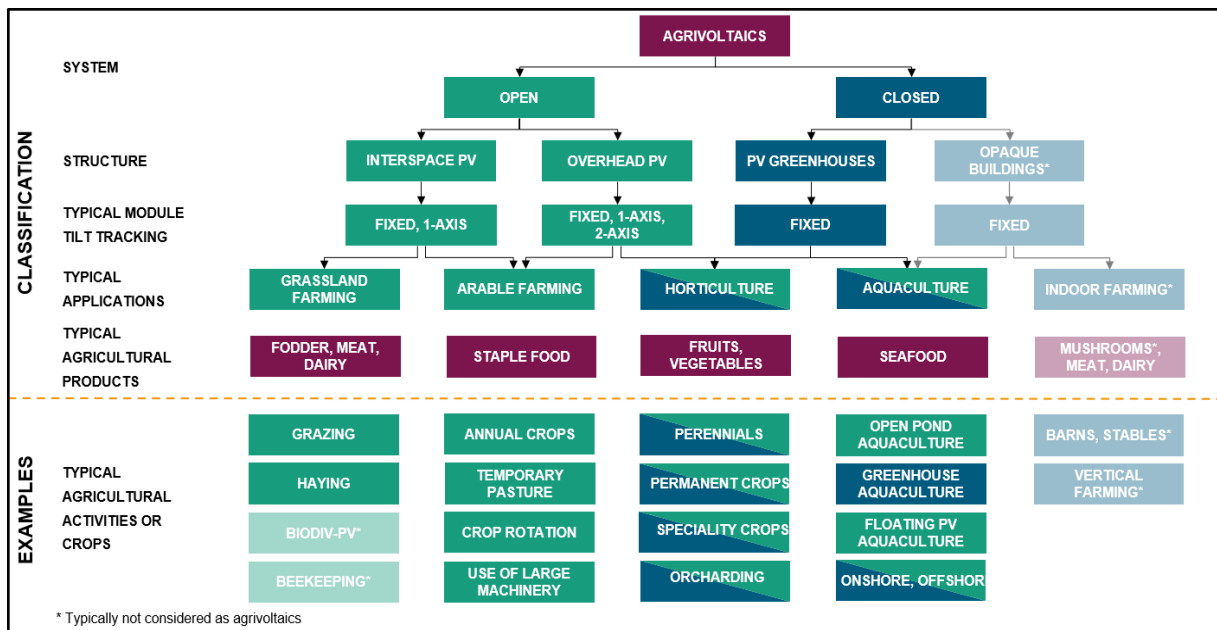 AGRIVOLTAICS
SYSTEM
OPEN
CLOSED
CLASSIFICATION
STRUCTURE
INTERSPACE PV
OVERHEAD PV
PV GREENHOUSES
OPAQUE
BUILDINGS*
TYPICAL MODULE
TILT TRACKING
FIXED, 1-AXIS
FIXED, 1-AXIS,
2-AXIS
FIXED
FIXED
TYPICAL
APPLICATIONS
GRASSLAND
FARMING
ARABLE FARMING
HORTICULTURE
AQUACULTURE
INDOOR FARMING*
TYPICAL
AGRICULTURAL
PRODUCTS
FODDER, MEAT,
DAIRY
STAPLE FOOD
FRUITS,
VEGETABLES
SEAFOOD
MUSHROOMS*,
MEAT, DAIRY
EXAMPLES
TYPICAL
AGRICULTURAL
ACTIVITIES OR
CROPS
GRAZING
ANNUAL CROPS
PERENNIALS
OPEN POND
AQUACULTURE
BARNS, STABLES*
HAYING
TEMPORARY
PASTURE
PERMANENT CROPS
GREENHOUSE
AQUACULTURE
VERTICAL
FARMING*
BIODIV-PV*
CROP ROTATION
SPECIALITY CROPS
FLOATING PV
AQUACULTURE
BEEKEEPING*
USE OF LARGE
MACHINERY
ORCHARDING
ONSHORE, OFFSHOR
* Typically not considered as agrivoltaics